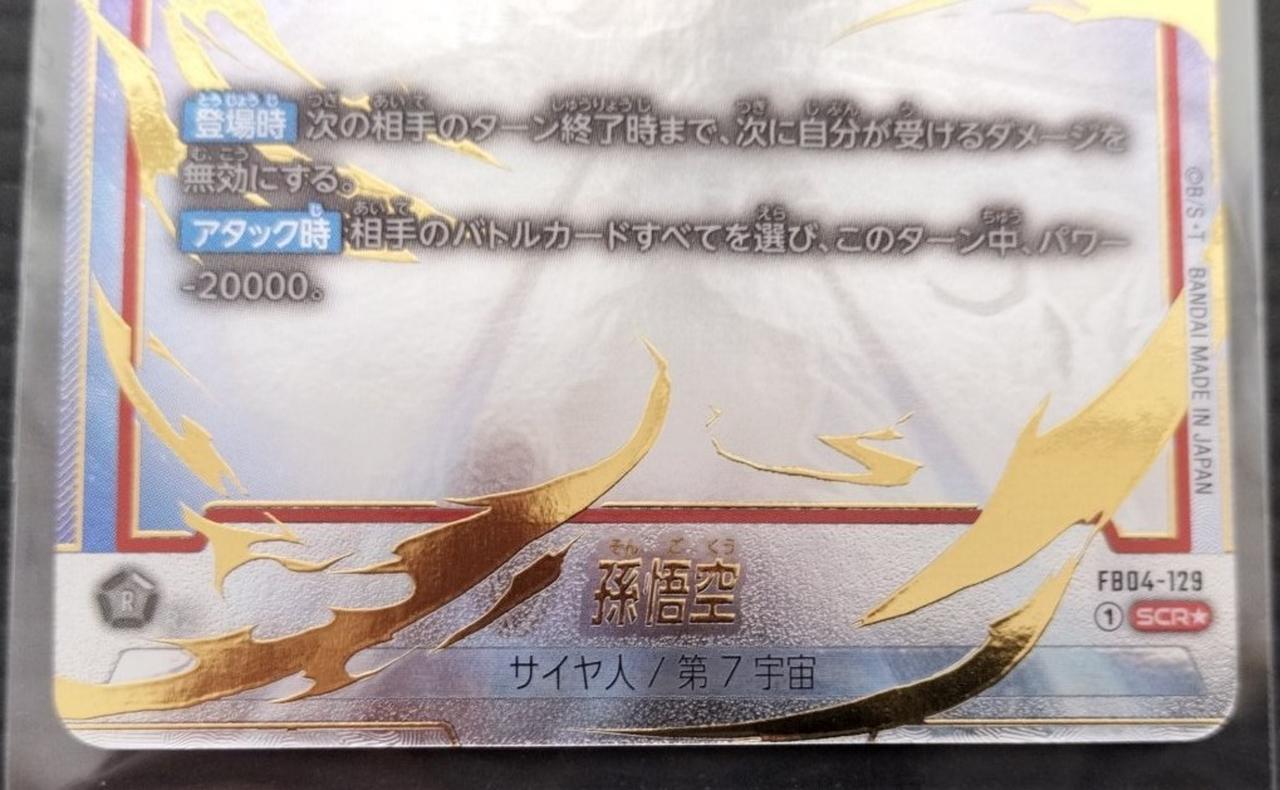 登場時 次の相手のターン終了時まで、次に自分が受けるダメージを
無効にする。
アタック時 相手のバトルカードすべてを選び、このターン中、パワー
-20000。
©B/S・T BANDAI MADE IN JAPAN
R
孫悟空
FB04-129
① SCR★
サイヤ人 / 第7宇宙